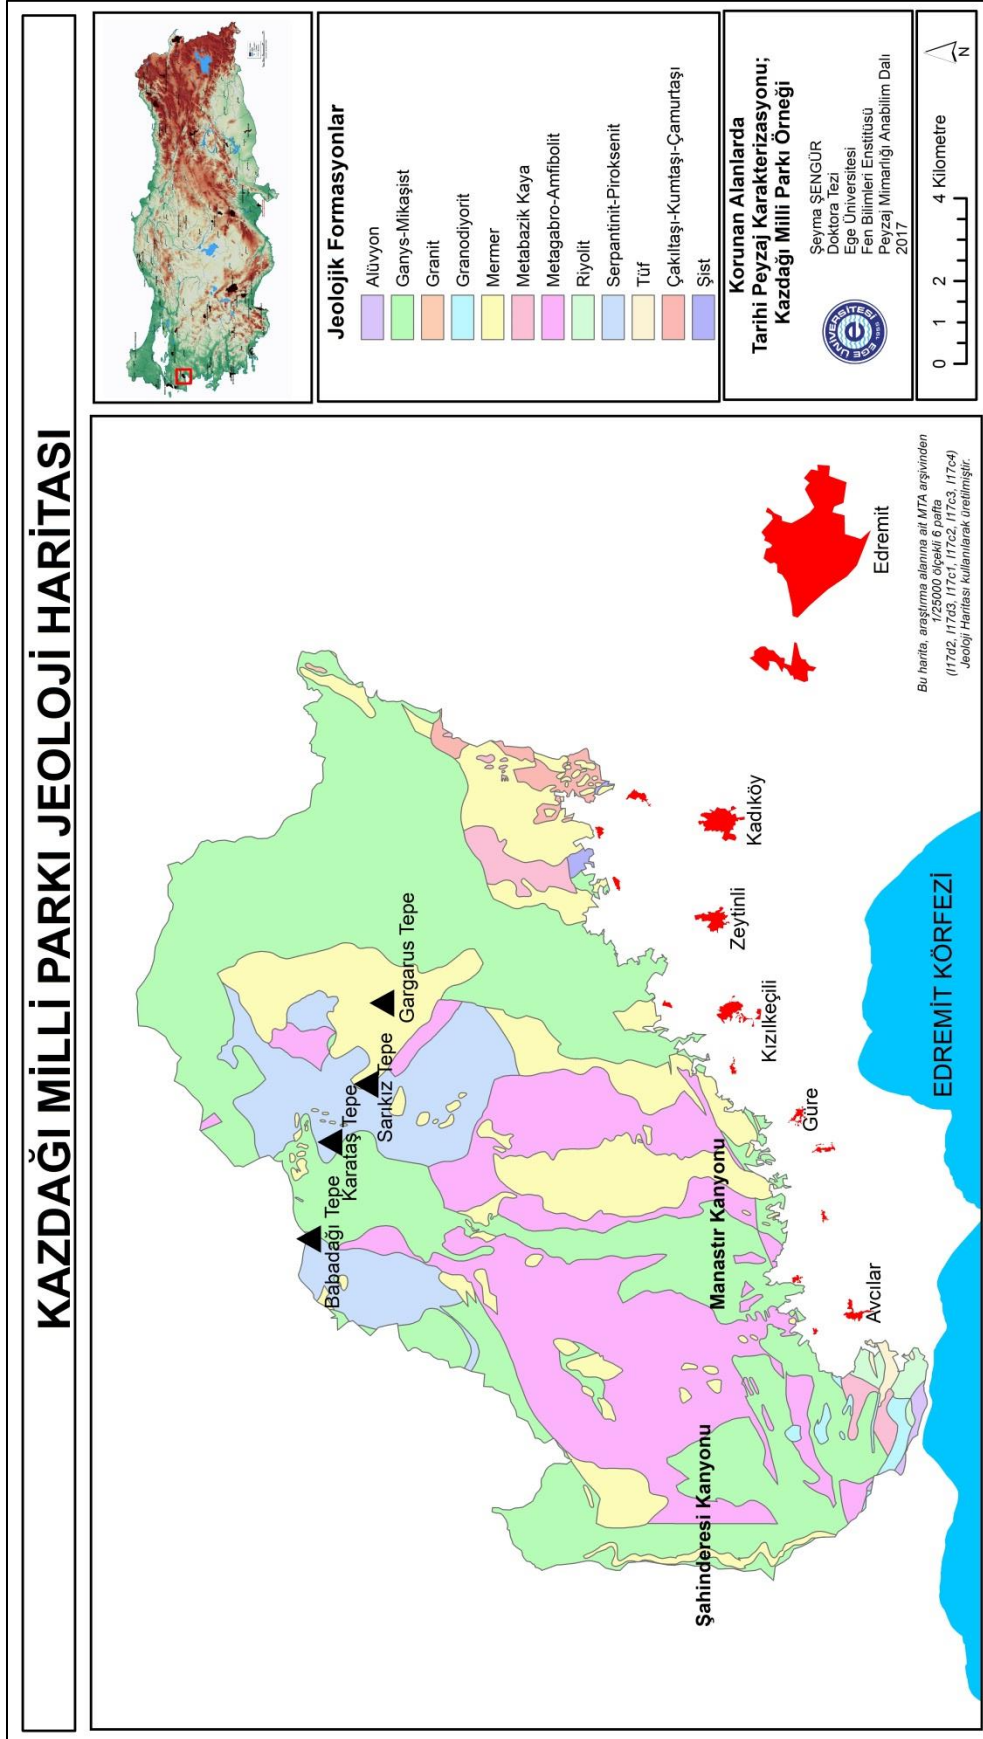 KAZDAĞI MİLLİ PARKI JEOLOJİ HARİTASI
Jeolojik Formasyonlar
Alüvyon
Ganys-Mikaşist
Granit
Granodiyorit
Mermer
Metabazik Kaya
Metagabro-Amfibolit
Riyolit
Serpantinit-Piroksenit
Tüf
Çakıltaşı-Kumtaşı-Çamurtaşı
Şist
Korunan Alanlarda
Tarihi Peyzaj Karakterizasyonu;
Kazdağı Milli Parkı Örneği
Şeyma ŞENGÜR
Doktora Tezi
Ege Üniversitesi
Fen Bilimleri Enstitüsü
Peyzaj Mimarlığı Anabilim Dalı
2017
EGE ÜNİVERSİTESİ
1955
0 1 2 4 Kilometre
N
Babadağı Tepe
Karataş Tepe
Sarıkız Tepe
Gargarus Tepe
Şahinderesi Kanyonu
Manastır Kanyonu
Avcılar
Güre
Kızılkeçili
Zeytinli
Kadıköy
Edremit
EDREMİT KÖRFEZİ
Bu harita, araştırma alanına ait MTA arşivinden
1/25000 ölçekli 6 pafta
(I17d2, I17d3, I17c1, I17c2, I17c3, I17c4)
Jeoloji Haritası kullanılarak üretilmiştir.